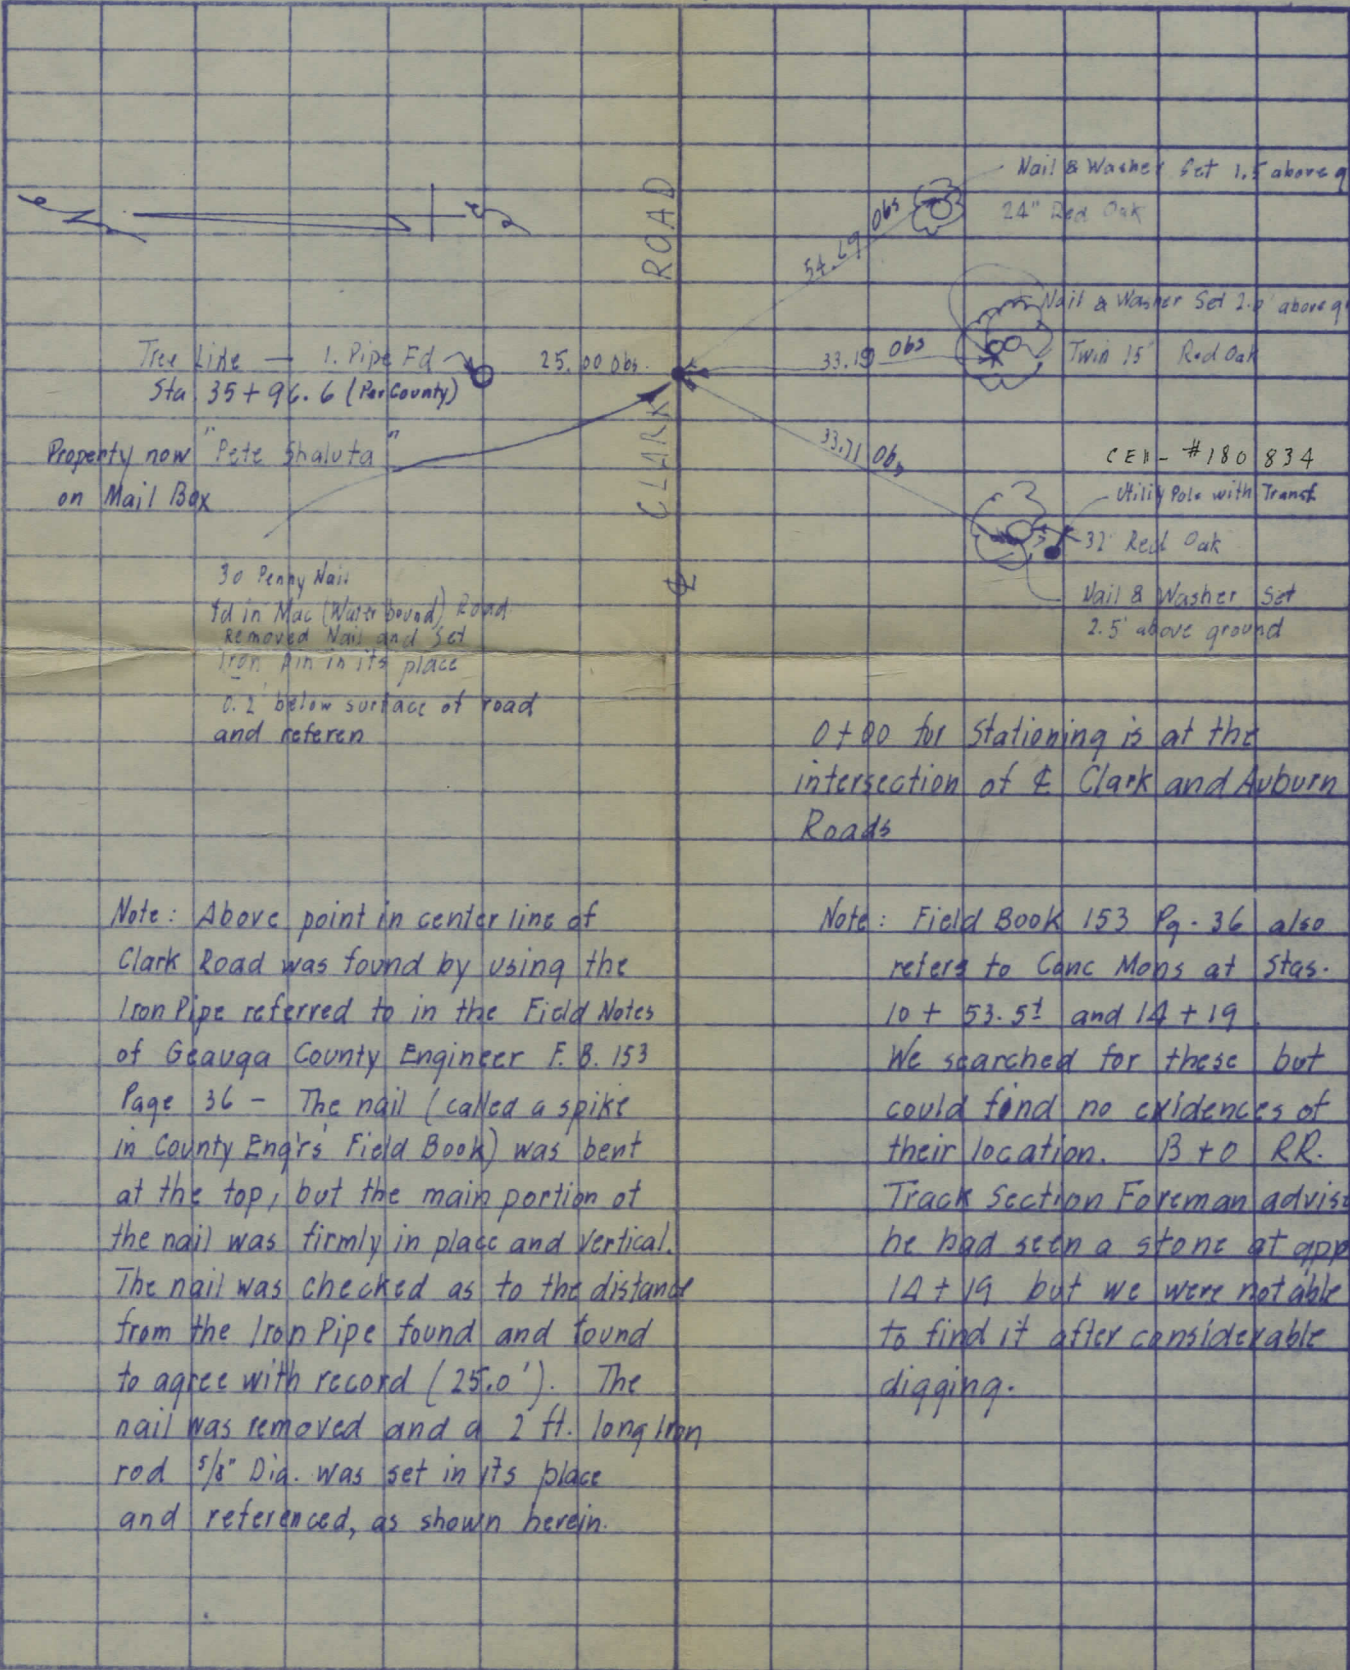 Nail & Washer Set 1.5 above g
24" Red Oak
54.69 Obs
ROAD
Nail & Washer Set 2.0' above g
Twin 15" Red Oak
33.19 Obs
Tree Line — 1. Pipe Fd
25.00 Obs.
Sta. 35+96.6 (Per County)
CLARK
33.71 Obs
Property now "Pete Shaluta"
on Mail Box
CEI - #180 834
Utility Pole with Transf.
32" Red Oak
Nail & Washer Set
2.5' above ground
30 Penny Nail
fd in Mac (Water bound) Road
Removed Nail and Set
Iron Pin in its place
0.2' below surface of road
and referen
℄
0+00 for Stationing is at the
intersection of ℄ Clark and Auburn
Roads
Note: Above point in center line of
Clark Road was found by using the
Iron Pipe referred to in the Field Notes
of Geauga County Engineer F. B. 153
Page 36 - The nail (called a spike
in County Engr's Field Book) was bent
at the top, but the main portion of
the nail was firmly in place and vertical.
The nail was checked as to the distance
from the Iron Pipe found and found
to agree with record (25.0'). The
nail was removed and a 2 ft. long Iron
rod 5/8" Dia. was set in its place
and referenced, as shown herein.
Note: Field Book 153 Pg. 36 also
refers to Conc Mons at Stas.
10 + 53.5± and 14 + 19
We searched for these but
could find no evidences of
their location. B + O RR.
Track Section Foreman advise
he had seen a stone at app
14 + 19 but we were not able
to find it after considerable
digging.